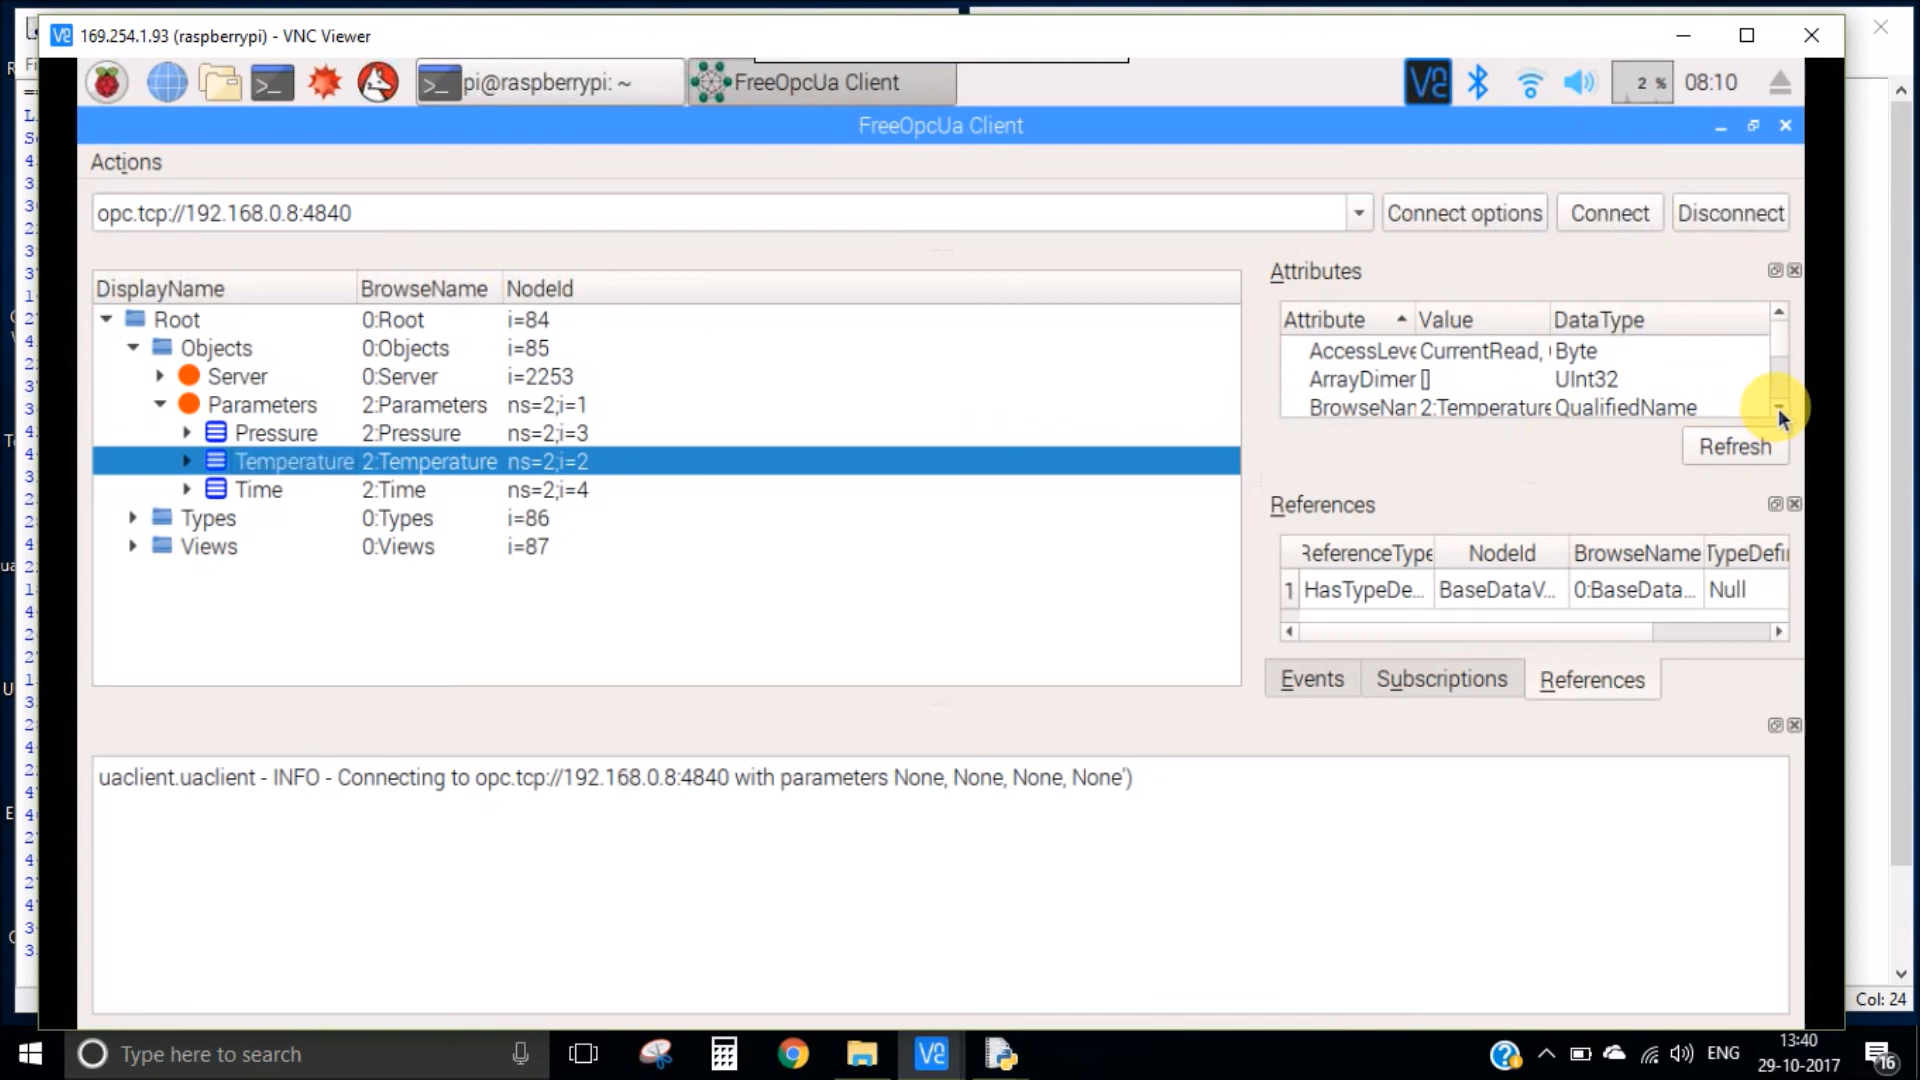 169.254.1.93 (raspberrypi) - VNC Viewer
pi@raspberrypi: ~
FreeOpcUa Client
2 %
08:10
FreeOpcUa Client
Actions
opc.tcp://192.168.0.8:4840
Connect options
Connect
Disconnect
DisplayName BrowseName NodeId
Root 0:Root i=84
Objects 0:Objects i=85
Server 0:Server i=2253
Parameters 2:Parameters ns=2;i=1
Pressure 2:Pressure ns=2;i=3
Temperature 2:Temperature ns=2;i=2
Time 2:Time ns=2;i=4
Types 0:Types i=86
Views 0:Views i=87
Attributes
Attribute Value DataType
AccessLeve CurrentRead, Byte
ArrayDimer [] UInt32
BrowseNan 2:Temperature QualifiedName
Refresh
References
ReferenceType NodeId BrowseName TypeDefi
1 HasTypeDe... BaseDataV... 0:BaseData... Null
Events
Subscriptions
References
uaclient.uaclient - INFO - Connecting to opc.tcp://192.168.0.8:4840 with parameters None, None, None, None')
Col: 24
Type here to search
ENG
13:40
29-10-2017
16